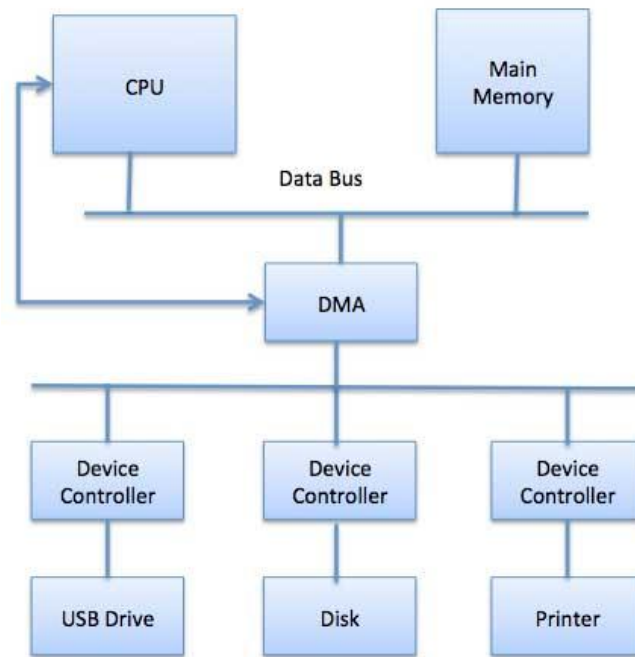 CPU
Main
Memory
Data Bus
DMA
Device
Controller
Device
Controller
Device
Controller
USB Drive
Disk
Printer